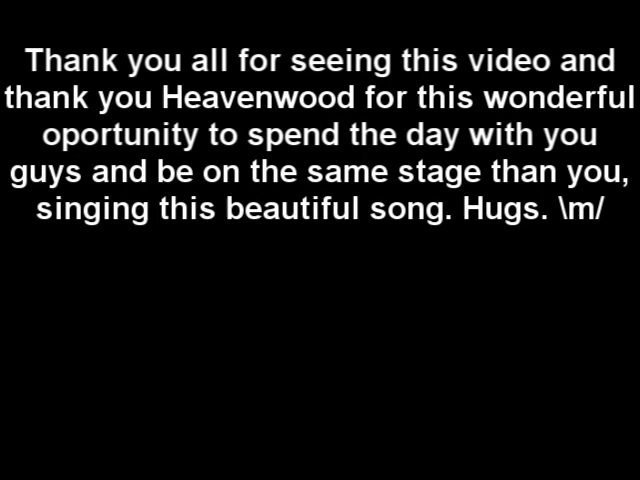 Thank you all for seeing this video and
thank you Heavenwood for this wonderful
oportunity to spend the day with you
guys and be on the same stage than you,
singing this beautiful song. Hugs. \m/